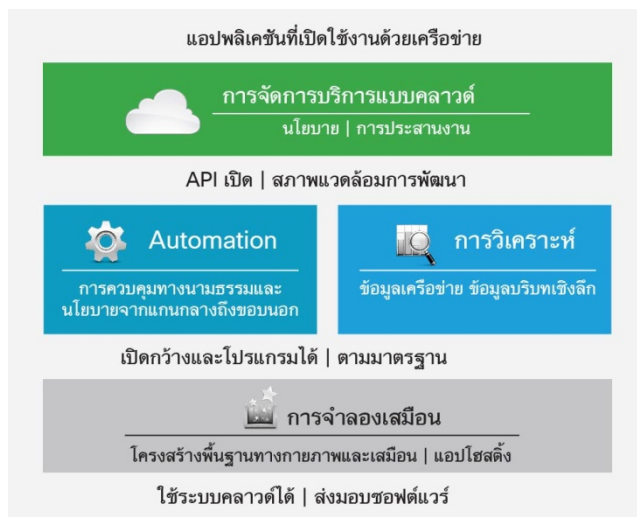 แอปพลิเคชันที่เปิดใช้งานด้วยเครือข่าย
การจัดการบริการแบบคลาวด์
นโยบาย | การประสานงาน
API เปิด | สภาพแวดล้อมการพัฒนา
Automation
การควบคุมทางนามธรรมและ
นโยบายจากแกนกลางถึงขอบนอก
การวิเคราะห์
ข้อมูลเครือข่าย ข้อมูลบริบทเชิงลึก
เปิดกว้างและโปรแกรมได้ | ตามมาตรฐาน
การจำลองเสมือน
โครงสร้างพื้นฐานทางกายภาพและเสมือน | แอปโฮสติ้ง
ใช้ระบบคลาวด์ได้ | ส่งมอบซอฟต์แวร์